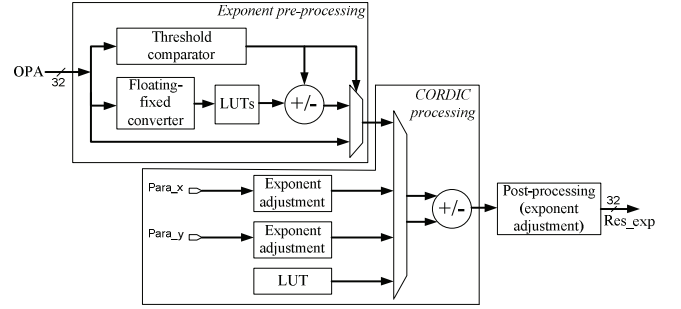 Exponent pre-processing
Threshold
comparator
OPA
32
Floating-
fixed
converter
LUTs
+/-
CORDIC
processing
Para_x
Exponent
adjustment
Para_y
Exponent
adjustment
LUT
+/-
Post-processing
(exponent
adjustment)
32
Res_exp